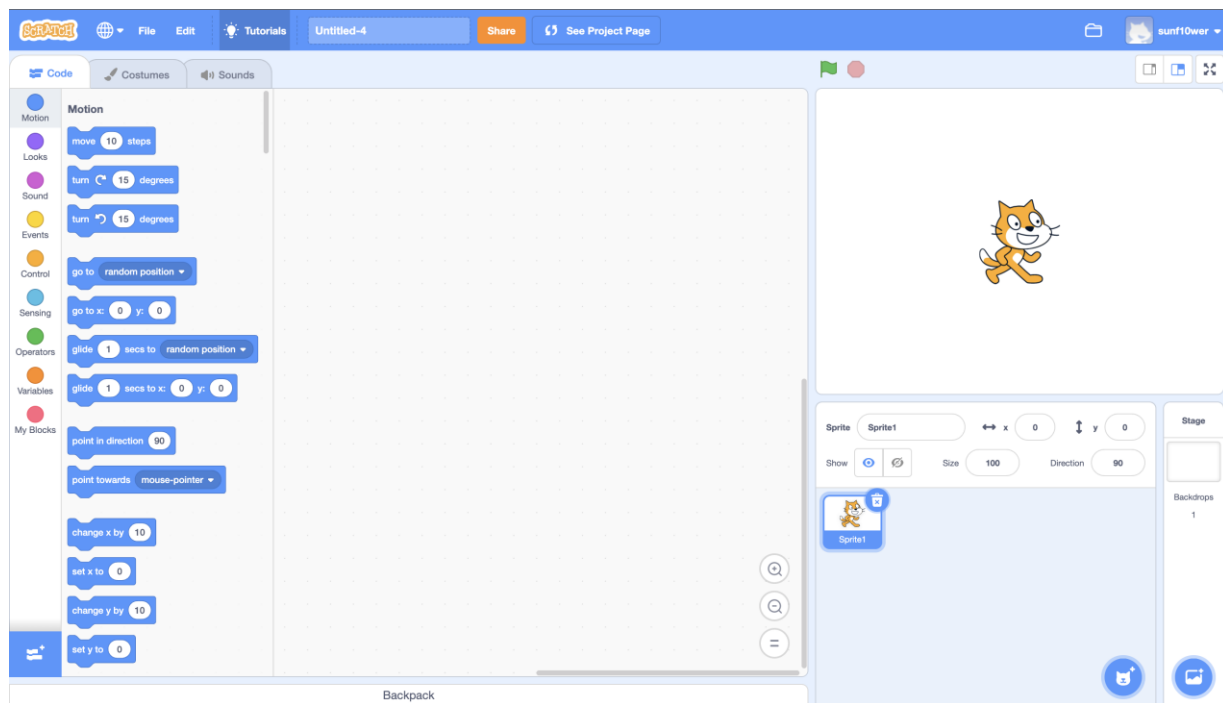 SCRATCH File Edit Tutorials Untitled-4 Share See Project Page sunf10wer
Code Costumes Sounds
Motion
Looks
Sound
Events
Control
Sensing
Operators
Variables
My Blocks
Motion
move 10 steps
turn 15 degrees
turn 15 degrees
go to random position
go to x: 0 y: 0
glide 1 secs to random position
glide 1 secs to x: 0 y: 0
point in direction 90
point towards mouse-pointer
change x by 10
set x to 0
change y by 10
set y to 0
Backpack
Sprite Sprite1 x 0 y 0
Show Size 100 Direction 90
Sprite1
Stage
Backdrops
1